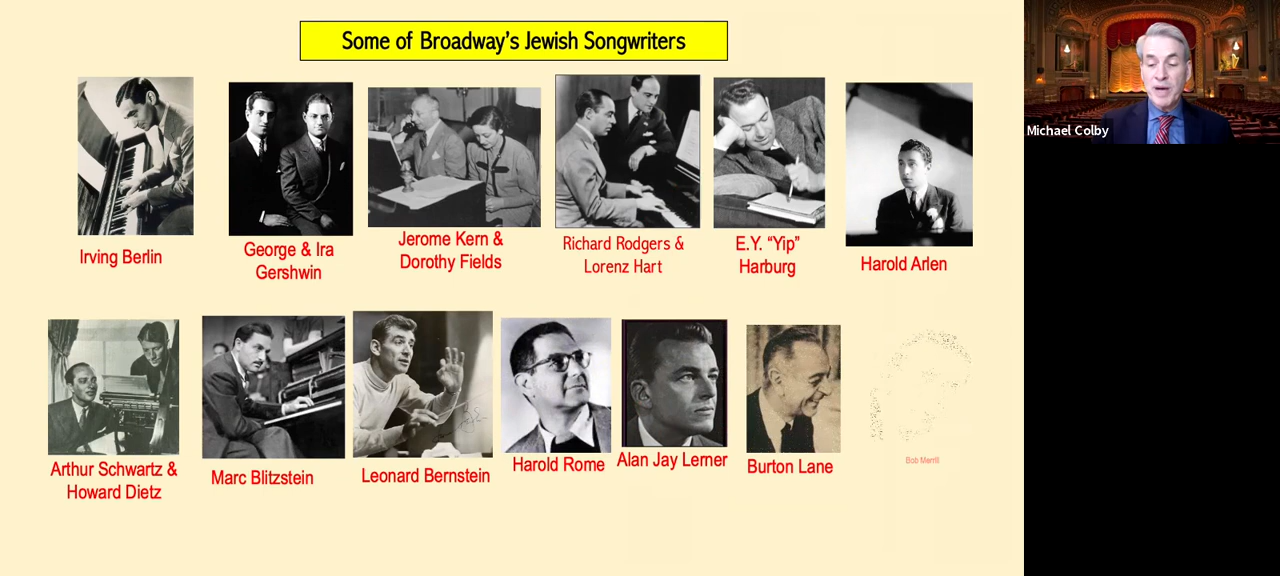 Some of Broadway's Jewish Songwriters
Michael Colby
Irving Berlin
George & Ira
Gershwin
Jerome Kern &
Dorothy Fields
Richard Rodgers &
Lorenz Hart
E.Y. “Yip”
Harburg
Harold Arlen
Arthur Schwartz &
Howard Dietz
Marc Blitzstein
Leonard Bernstein
Harold Rome
Alan Jay Lerner
Burton Lane
Bob Merrill